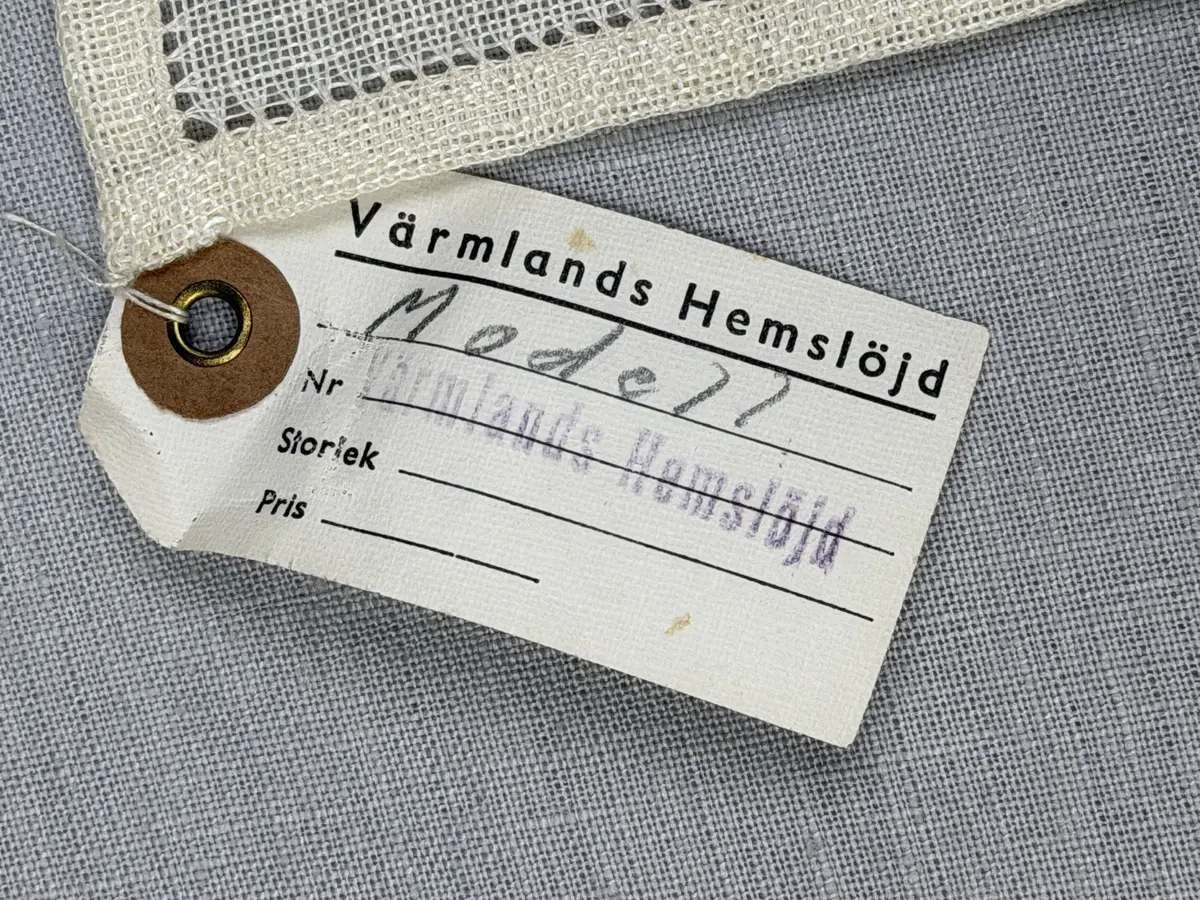 Värmlands Hemslöjd
Modell
Nr
Värmlands Hemslöjd
Storlek
Pris